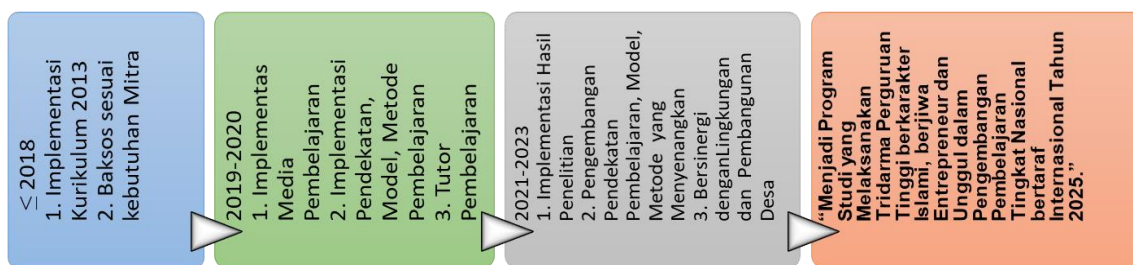 ≤ 2018
1. Implementasi
Kurikulum 2013
2. Baksos sesuai
kebutuhan Mitra
2019-2020
1. Implementas
Media
Pembelajaran
2. Implementasi
Pendekatan,
Model, Metode
Pembelajaran
3. Tutor
Pembelajaran
2021-2023
1. Implementasi Hasil
Penelitian
2. Pengembangan
Pendekatan
Pembelajaran, Model,
Metode yang
Menyenangkan
3. Bersinergi
denganLingkungan
dan Pembangunan
Desa
“Menjadi Program
Studi yang
Melaksanakan
Tridarma Perguruan
Tinggi berkarakter
Islami, berjiwa
Entrepreneur dan
Unggul dalam
Pengembangan
Pembelajaran
Tingkat Nasional
bertaraf
Internasional Tahun
2025.”